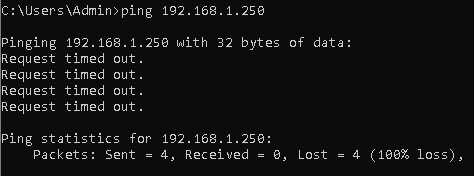 C:\Users\Admin>ping 192.168.1.250
Pinging 192.168.1.250 with 32 bytes of data:
Request timed out.
Request timed out.
Request timed out.
Request timed out.
Ping statistics for 192.168.1.250:
    Packets: Sent = 4, Received = 0, Lost = 4 (100% loss),